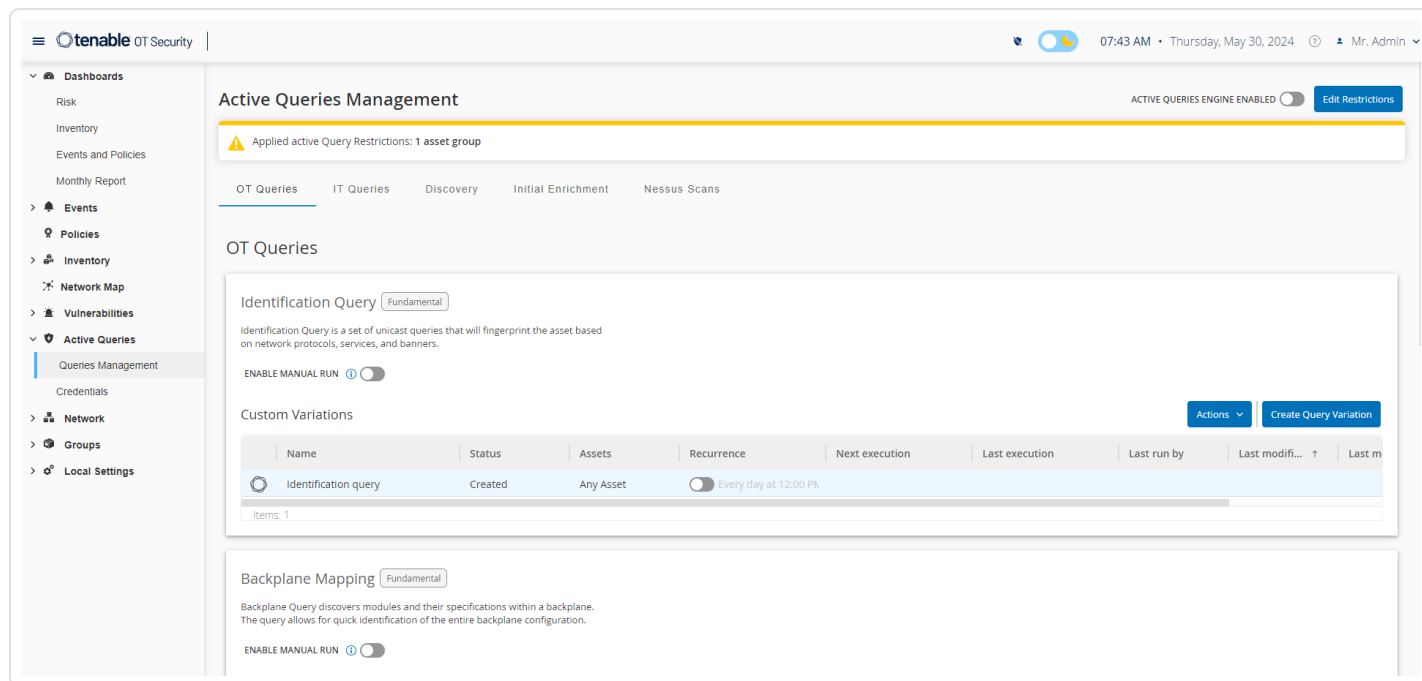 tenable OT Security
07:43 AM • Thursday, May 30, 2024
Mr. Admin
Dashboards
Risk
Inventory
Events and Policies
Monthly Report
Events
Policies
Inventory
Network Map
Vulnerabilities
Active Queries
Queries Management
Credentials
Network
Groups
Local Settings
Active Queries Management
ACTIVE QUERIES ENGINE ENABLED
Edit Restrictions
Applied active Query Restrictions: 1 asset group
OT Queries IT Queries Discovery Initial Enrichment Nessus Scans
OT Queries
Identification Query Fundamental
Identification Query is a set of unicast queries that will fingerprint the asset based
on network protocols, services, and banners.
ENABLE MANUAL RUN
Custom Variations
Actions
Create Query Variation
Name Status Assets Recurrence Next execution Last execution Last run by Last modifi... ↑ Last m
Identification query Created Any Asset Every day at 12:00 PM
Items: 1
Backplane Mapping Fundamental
Backplane Query discovers modules and their specifications within a backplane.
The query allows for quick identification of the entire backplane configuration.
ENABLE MANUAL RUN